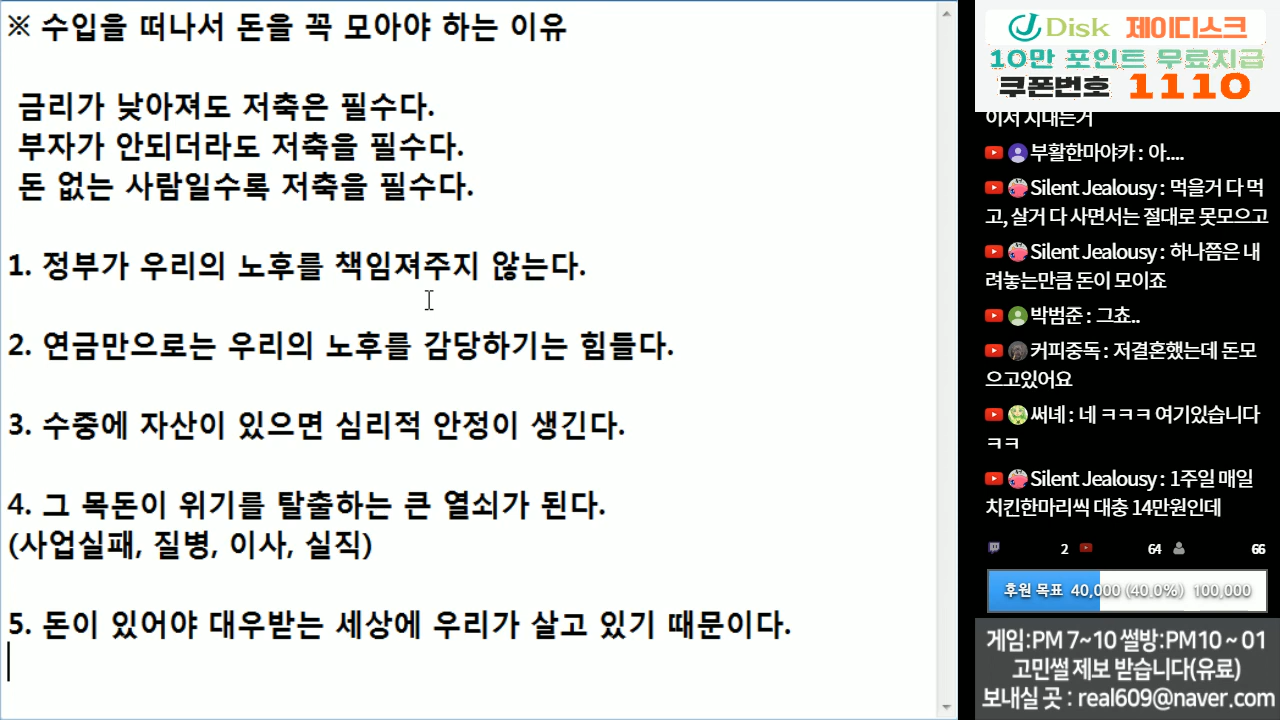 ※ 수입을 떠나서 돈을 꼭 모아야 하는 이유
금리가 낮아져도 저축은 필수다.
부자가 안되더라도 저축을 필수다.
돈 없는 사람일수록 저축을 필수다.
1. 정부가 우리의 노후를 책임져주지 않는다.
2. 연금만으로는 우리의 노후를 감당하기는 힘들다.
3. 수중에 자산이 있으면 심리적 안정이 생긴다.
4. 그 목돈이 위기를 탈출하는 큰 열쇠가 된다.
(사업실패, 질병, 이사, 실직)
5. 돈이 있어야 대우받는 세상에 우리가 살고 있기 때문이다.
J Disk 제이디스크
10만 포인트 무료지급
쿠폰번호 1110
부활한마야카 : 아....
Silent Jealousy : 먹을거 다 먹
고, 살거 다 사면서는 절대로 못모으고
Silent Jealousy : 하나쯤은 내
려놓는만큼 돈이 모이죠
박범준 : 그쵸..
커피중독 : 저결혼했는데 돈모
으고있어요
써녜 : 네 ㅋㅋㅋ 여기있습니다
ㅋㅋ
Silent Jealousy : 1주일 매일
치킨한마리씩 대충 14만원인데
2 64 66
후원 목표 40,000 (40.0%) 100,000
게임:PM 7~10 썰방:PM10 ~ 01
고민썰 제보 받습니다(유료)
보내실 곳 : real609@naver.com